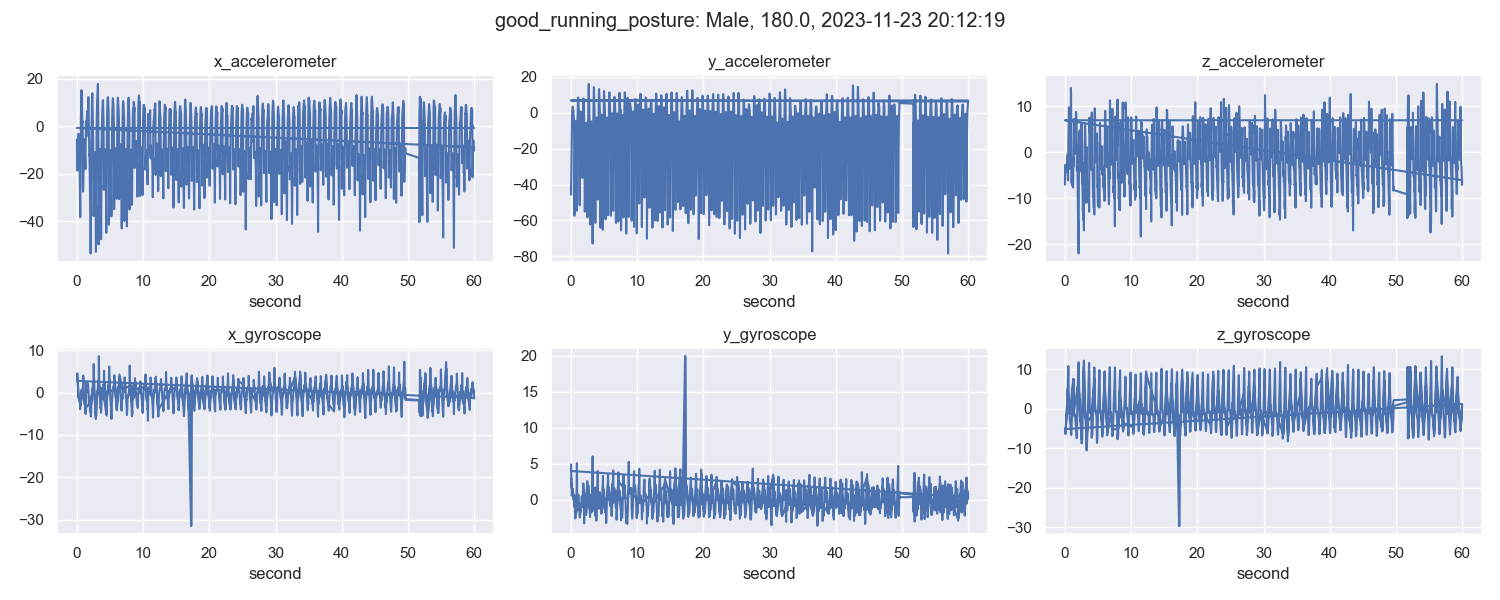 good_running_posture: Male, 180.0, 2023-11-23 20:12:19
x_accelerometer
20
0
−20
−40
0 10 20 30 40 50 60
second
y_accelerometer
20
0
−20
−40
−60
−80
0 10 20 30 40 50 60
second
z_accelerometer
10
0
−10
−20
0 10 20 30 40 50 60
second
x_gyroscope
10
0
−10
−20
−30
0 10 20 30 40 50 60
second
y_gyroscope
20
15
10
5
0
0 10 20 30 40 50 60
second
z_gyroscope
10
0
−10
−20
−30
0 10 20 30 40 50 60
second